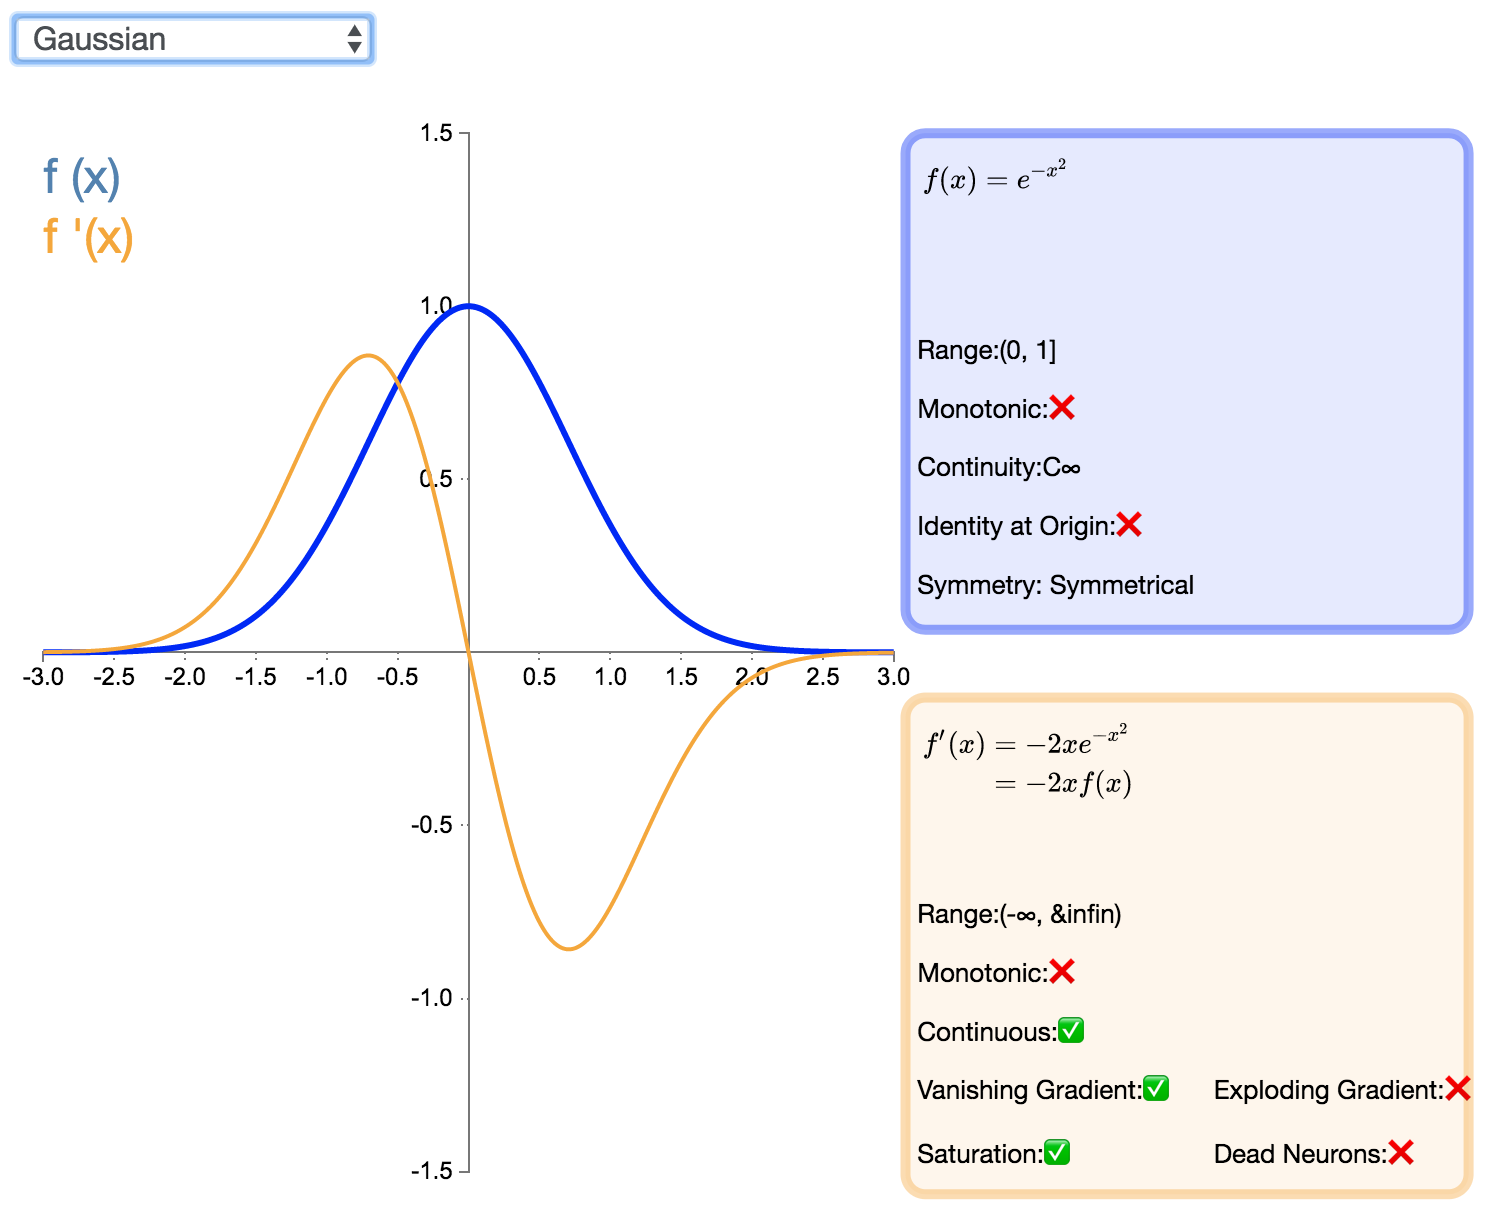 Gaussian
f (x)
f '(x)
1.5
1.0
0.5
-3.0 -2.5 -2.0 -1.5 -1.0 -0.5 0.5 1.0 1.5 2.0 2.5 3.0
-0.5
-1.0
-1.5
f(x) = e^{-x^2}
Range:(0, 1]
Monotonic:❌
Continuity:C∞
Identity at Origin:❌
Symmetry: Symmetrical
f′(x) = −2xe^{-x^2}
= −2xf(x)
Range:(-∞, &infin)
Monotonic:❌
Continuous:✅
Vanishing Gradient:✅ Exploding Gradient:❌
Saturation:✅ Dead Neurons:❌